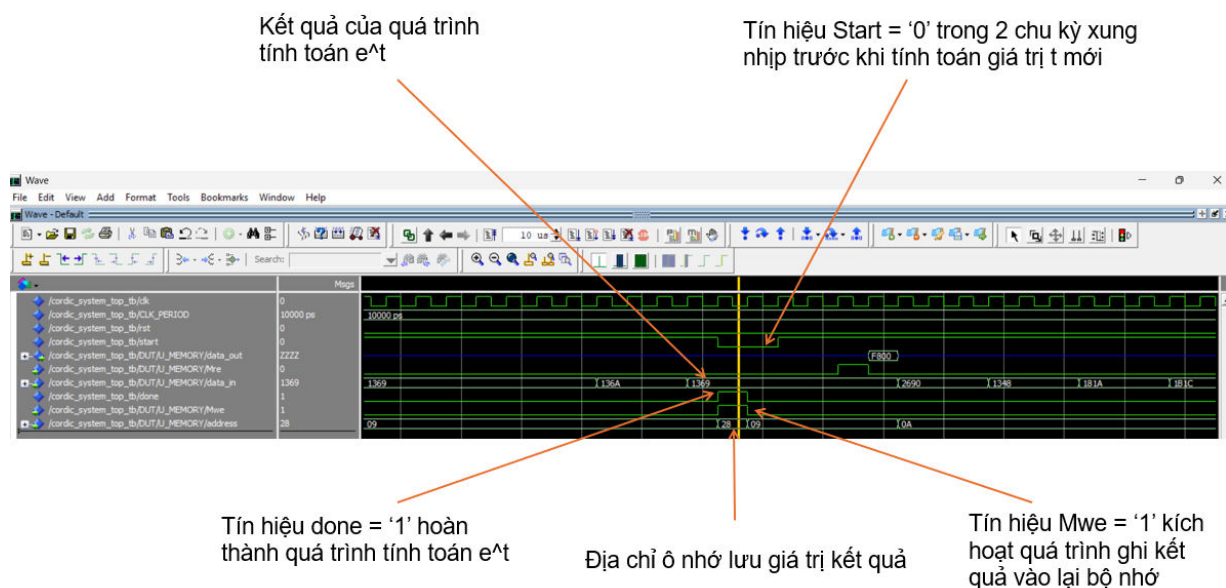 Kết quả của quá trình
tính toán e^t
Tín hiệu Start = ‘0’ trong 2 chu kỳ xung
nhịp trước khi tính toán giá trị t mới
Wave
File Edit View Add Format Tools Bookmarks Window Help
Wave - Default
10 us
Search:
Msgs
/cordic_system_top_tb/clk 0
/cordic_system_top_tb/CLK_PERIOD 10000 ps 10000 ps
/cordic_system_top_tb/rst 0
/cordic_system_top_tb/start 0
/cordic_system_top_tb/DUT/U_MEMORY/data_out ZZZZ F800
/cordic_system_top_tb/DUT/U_MEMORY/Mre 0
/cordic_system_top_tb/DUT/U_MEMORY/data_in 1369 1369 136A 1369 2690 134B 181A 1B1C
/cordic_system_top_tb/done 1
/cordic_system_top_tb/DUT/U_MEMORY/Mwe 1
/cordic_system_top_tb/DUT/U_MEMORY/address 28 09 28 09 0A
Tín hiệu done = ‘1’ hoàn
thành quá trình tính toán e^t
Địa chỉ ô nhớ lưu giá trị kết quả
Tín hiệu Mwe = ‘1’ kích
hoạt quá trình ghi kết
quả vào lại bộ nhớ